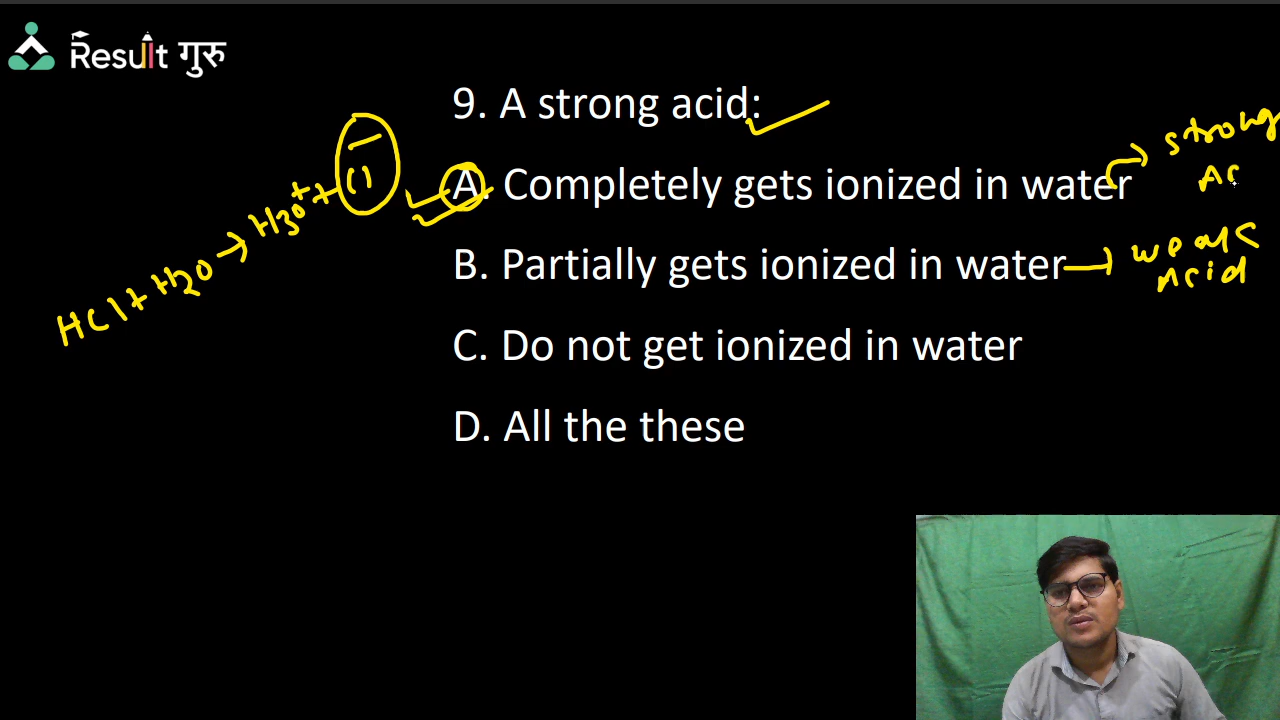 Result गुरु
9. A strong acid:
A. Completely gets ionized in water
B. Partially gets ionized in water
C. Do not get ionized in water
D. All the these
HCl + H2O → H3O+ + Cl−
strong
Ac
weak
Acid